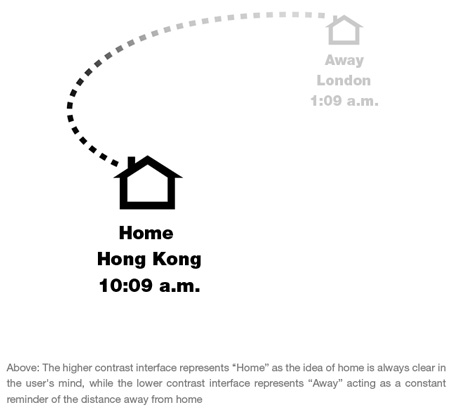 Away
London
1:09 a.m.
Home
Hong Kong
10:09 a.m.
Above: The higher contrast interface represents “Home” as the idea of home is always clear in
the user's mind, while the lower contrast interface represents “Away” acting as a constant
reminder of the distance away from home